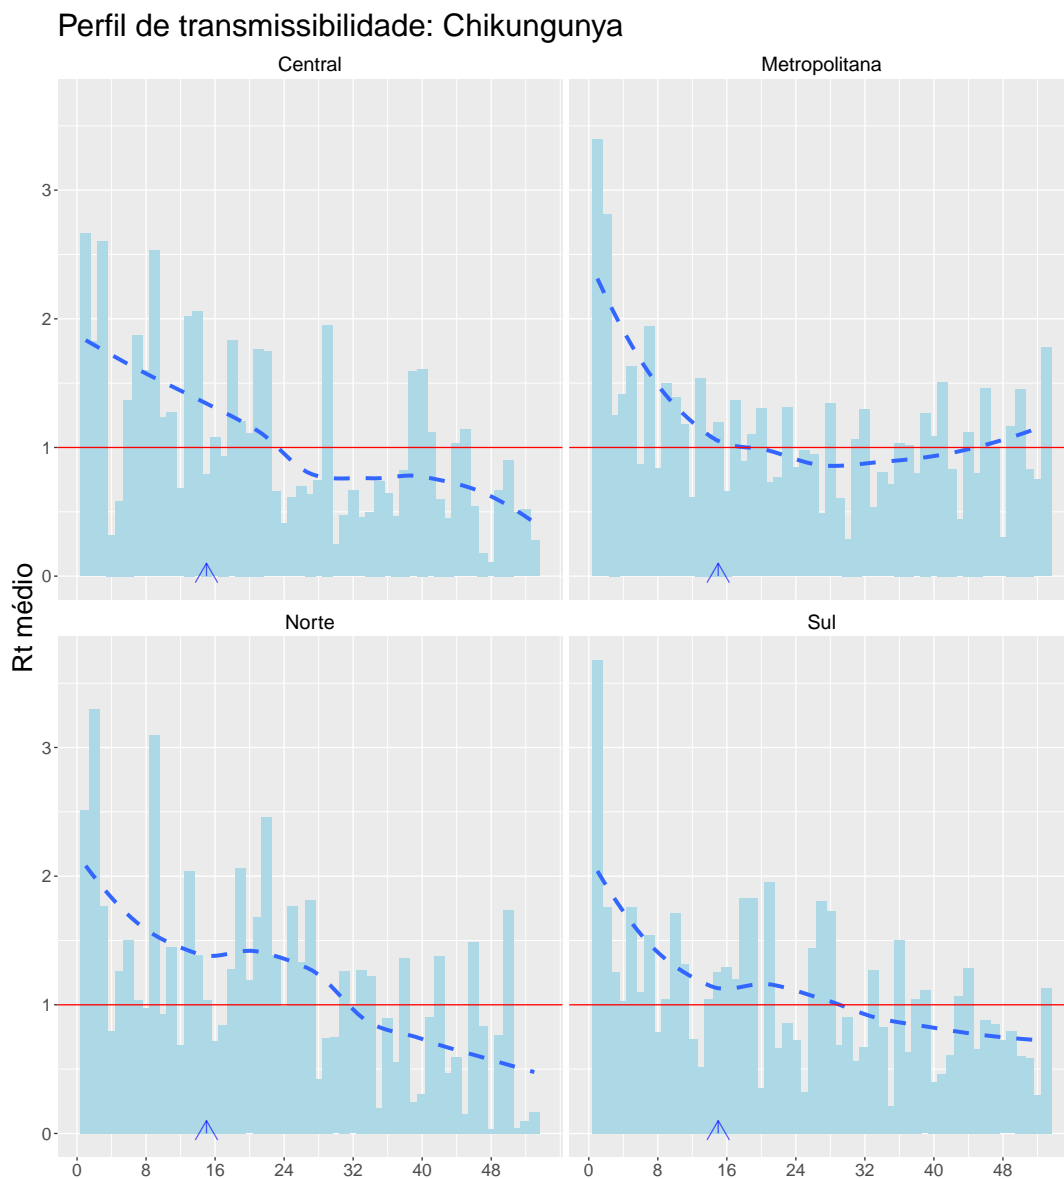 Perfil de transmissibilidade: Chikungunya
Central
Metropolitana
3
2
1
0
Norte
Sul
Rt médio
3
2
1
0
0 8 16 24 32 40 48
0 8 16 24 32 40 48